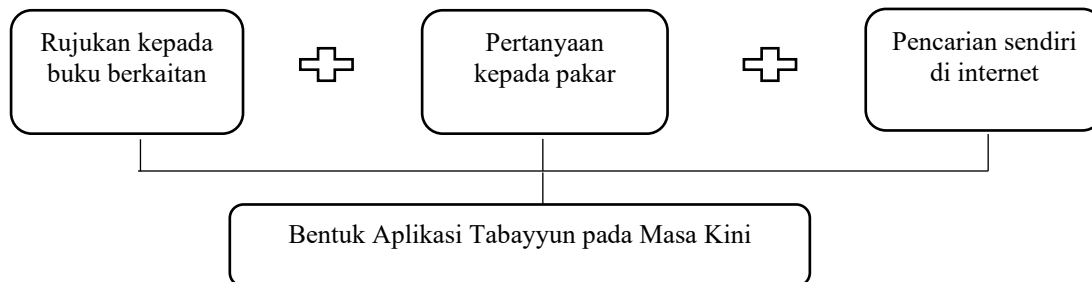 Rujukan kepada
buku berkaitan
Pertanyaan
kepada pakar
Pencarian sendiri
di internet
Bentuk Aplikasi Tabayyun pada Masa Kini